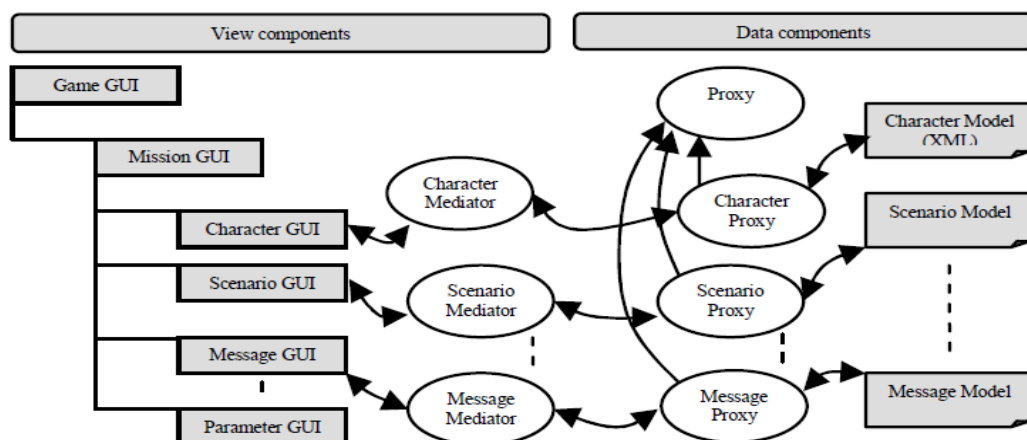 View components
Data components
Game GUI
Proxy
Character Model
(XML)
Mission GUI
Character
Mediator
Character
Proxy
Scenario Model
Character GUI
Scenario GUI
Scenario
Mediator
Scenario
Proxy
Message GUI
Message
Mediator
Message
Proxy
Message Model
Parameter GUI